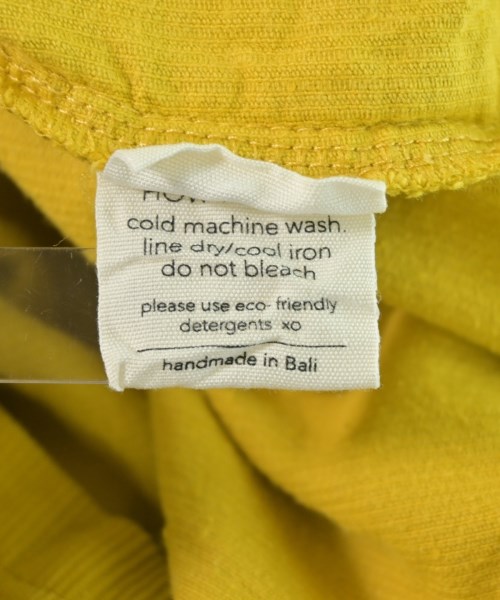 cold machine wash.
line dry/cool iron
do not bleach
please use eco-friendly
detergents xo
handmade in Bali